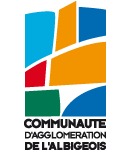 COMMUNAUTE
D'AGGLOMERATION
DE L'ALBIGEOIS